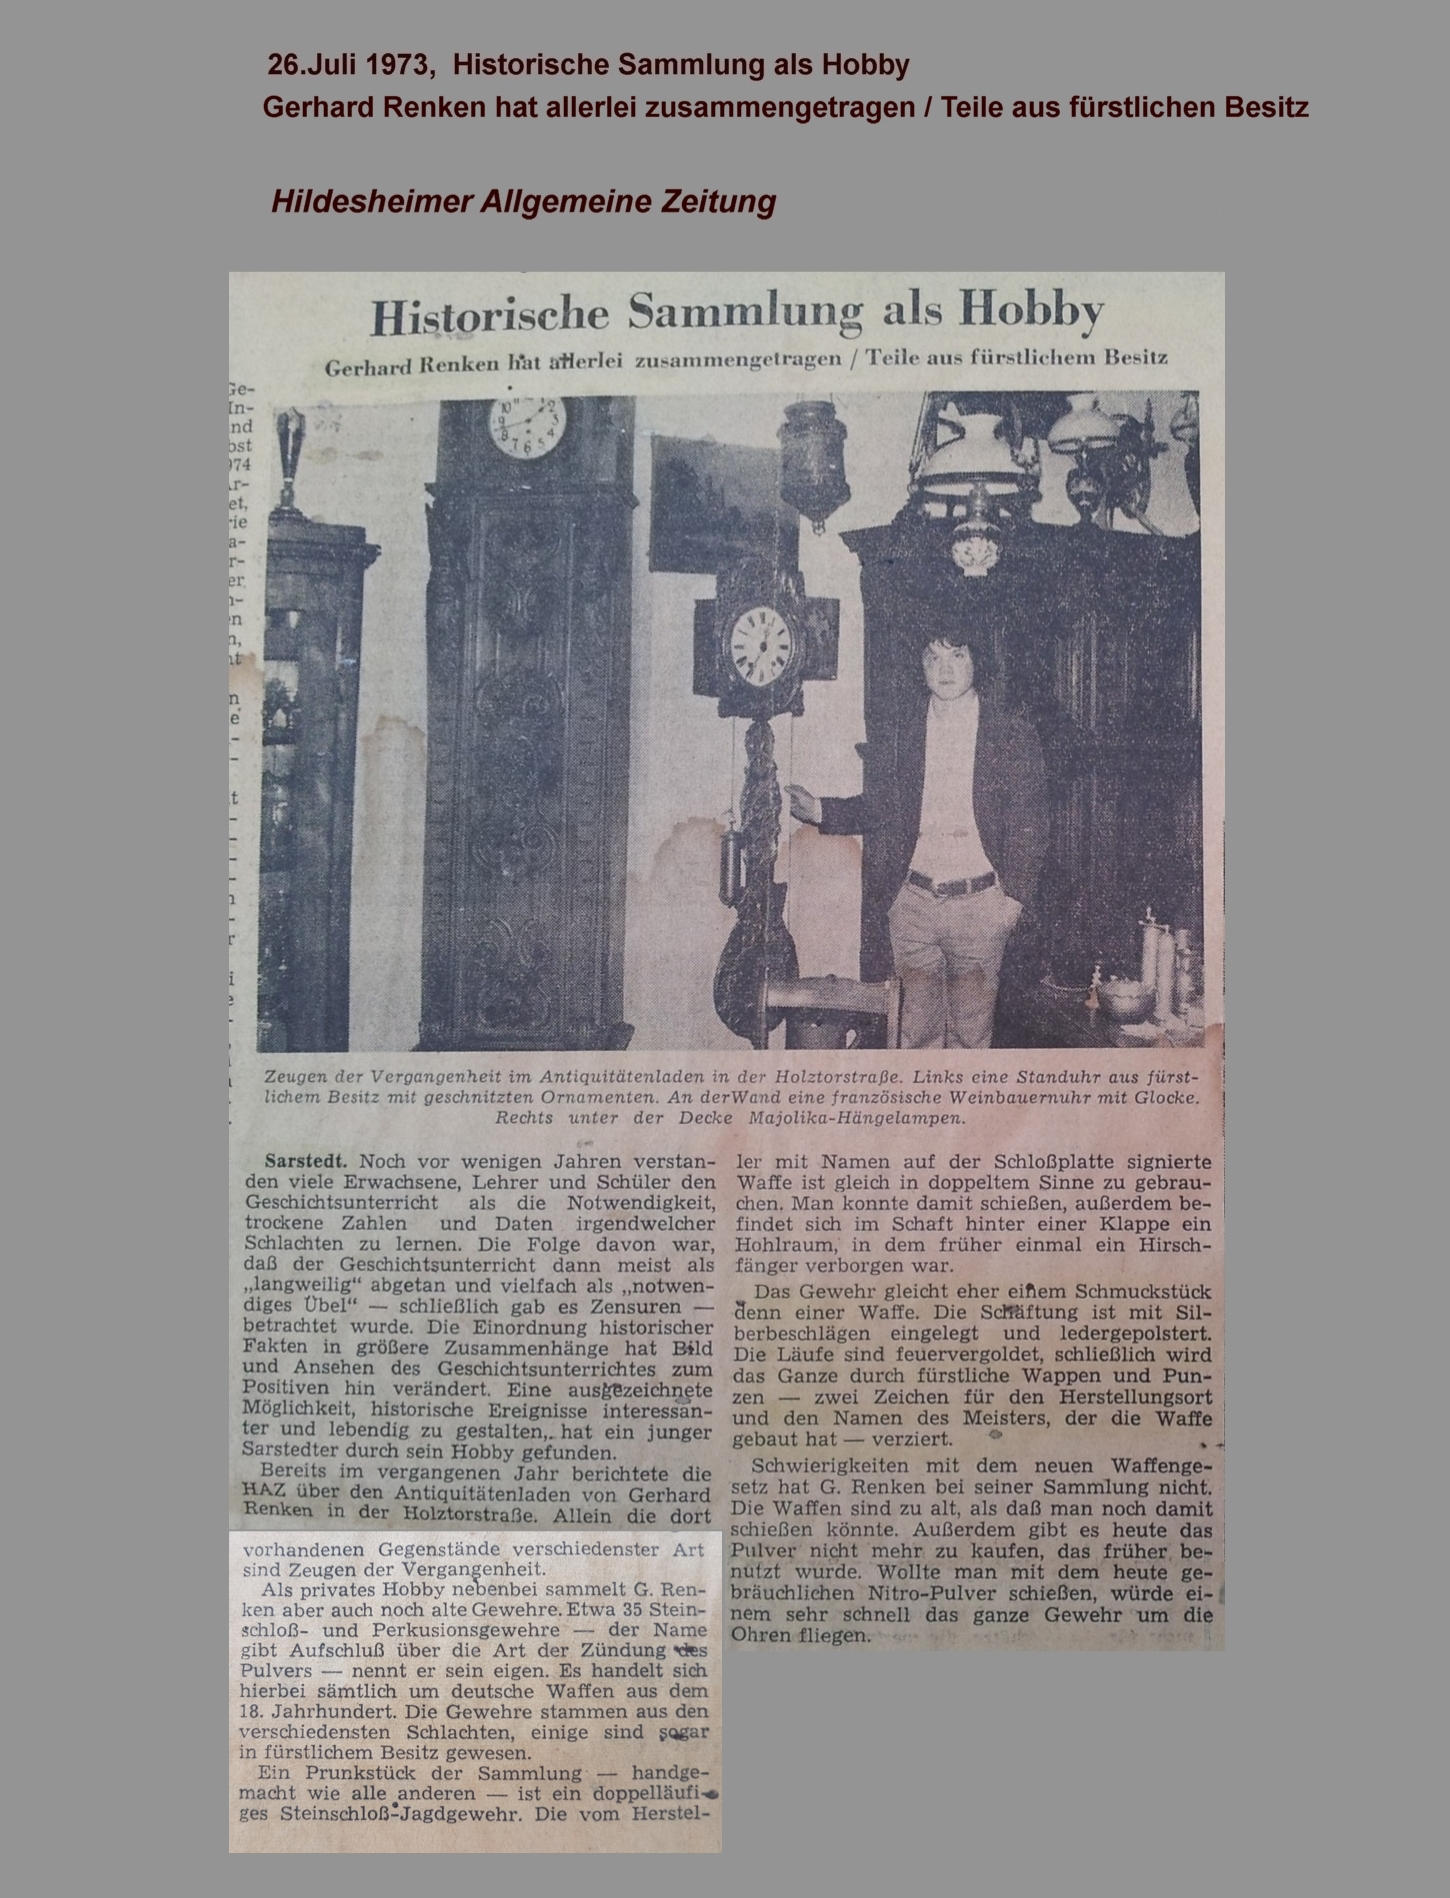 26.Juli 1973, Historische Sammlung als Hobby
Gerhard Renken hat allerlei zusammengetragen / Teile aus fürstlichen Besitz
Hildesheimer Allgemeine Zeitung
Historische Sammlung als Hobby
Gerhard Renken hat allerlei zusammengetragen / Teile aus fürstlichem Besitz
Zeugen der Vergangenheit im Antiquitätenladen in der Holztorstraße. Links eine Standuhr aus fürst-
lichem Besitz mit geschnitzten Ornamenten. An derWand eine französische Weinbauernuhr mit Glocke.
Rechts unter der Decke Majolika-Hängelampen.
Sarstedt. Noch vor wenigen Jahren verstan-
den viele Erwachsene, Lehrer und Schüler den
Geschichtsunterricht als die Notwendigkeit,
trockene Zahlen und Daten irgendwelcher
Schlachten zu lernen. Die Folge davon war,
daß der Geschichtsunterricht dann meist als
„langweilig“ abgetan und vielfach als „notwen-
diges Übel“ — schließlich gab es Zensuren —
betrachtet wurde. Die Einordnung historischer
Fakten in größere Zusammenhänge hat Bild
und Ansehen des Geschichtsunterrichtes zum
Positiven hin verändert. Eine ausgezeichnete
Möglichkeit, historische Ereignisse interessan-
ter und lebendig zu gestalten, hat ein junger
Sarstedter durch sein Hobby gefunden.
Bereits im vergangenen Jahr berichtete die
HAZ über den Antiquitätenladen von Gerhard
Renken in der Holztorstraße. Allein die dort
vorhandenen Gegenstände verschiedenster Art
sind Zeugen der Vergangenheit.
Als privates Hobby nebenbei sammelt G. Ren-
ken aber auch noch alte Gewehre. Etwa 35 Stein-
schloß- und Perkusionsgewehre — der Name
gibt Aufschluß über die Art der Zündung des
Pulvers — nennt er sein eigen. Es handelt sich
hierbei sämtlich um deutsche Waffen aus dem
18. Jahrhundert. Die Gewehre stammen aus den
verschiedensten Schlachten, einige sind sogar
in fürstlichem Besitz gewesen.
Ein Prunkstück der Sammlung — handge-
macht wie alle anderen — ist ein doppelläufi-
ges Steinschloß-Jagdgewehr. Die vom Herstel-
ler mit Namen auf der Schloßplatte signierte
Waffe ist gleich in doppeltem Sinne zu gebrau-
chen. Man konnte damit schießen, außerdem be-
findet sich im Schaft hinter einer Klappe ein
Hohlraum, in dem früher einmal ein Hirsch-
fänger verborgen war.
Das Gewehr gleicht eher einem Schmuckstück
denn einer Waffe. Die Schäftung ist mit Sil-
berbeschlägen eingelegt und ledergepolstert.
Die Läufe sind feuervergoldet, schließlich wird
das Ganze durch fürstliche Wappen und Pun-
zen — zwei Zeichen für den Herstellungsort
und den Namen des Meisters, der die Waffe
gebaut hat — verziert.
Schwierigkeiten mit dem neuen Waffenge-
setz hat G. Renken bei seiner Sammlung nicht.
Die Waffen sind zu alt, als daß man noch damit
schießen könnte. Außerdem gibt es heute das
Pulver nicht mehr zu kaufen, das früher be-
nutzt wurde. Wollte man mit dem heute ge-
bräuchlichen Nitro-Pulver schießen, würde ei-
nem sehr schnell das ganze Gewehr um die
Ohren fliegen.